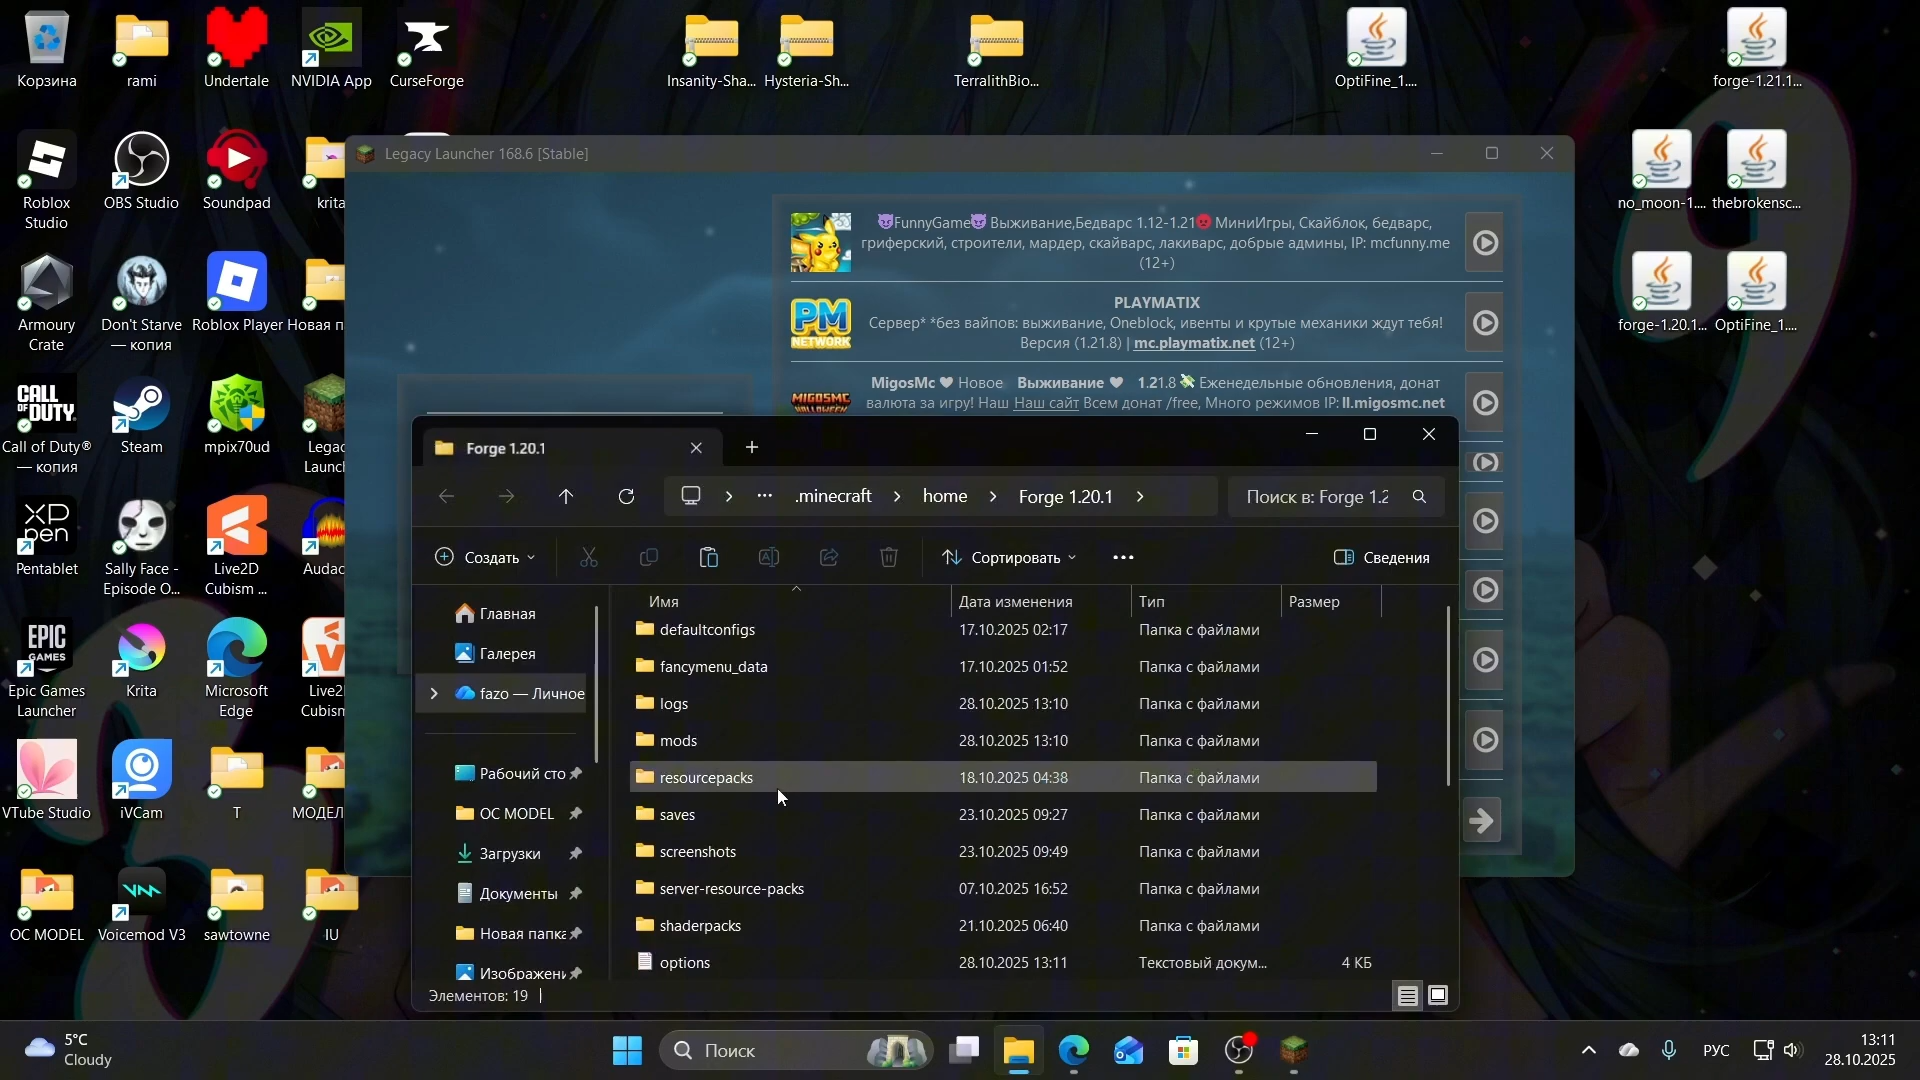 Корзина
rami
Undertale
NVIDIA App
CurseForge
Insanity-Sha...
Hysteria-Sh...
TerralithBio...
OptiFine_1....
forge-1.21.1...
Roblox
Studio
OBS Studio
Soundpad
krita
no_moon-1....
thebrokensc...
Armoury
Crate
Don't Starve
— копия
Roblox Player
Новая п
forge-1.20.1...
OptiFine_1....
CALL OF DUTY
Call of Duty®
— копия
Steam
mpix70ud
Legac
Launch
XP
pen
Pentablet
Sally Face -
Episode O...
Live2D
Cubism ...
Audac
EPIC
GAMES
Epic Games
Launcher
Krita
Microsoft
Edge
Live2
Cubism
VTube Studio
iVCam
T
МОДЕЛ
OC MODEL
Voicemod V3
sawtowne
IU
Legacy Launcher 168.6 [Stable]
FunnyGame Выживание,Бедварс 1.12-1.21 МиниИгры, Скайблок, бедварс,
гриферский, строители, мардер, скайварс, лакиварс, добрые админы, IP: mcfunny.me
(12+)
PM
NETWORK
PLAYMATIX
Сервер* *без вайпов: выживание, Oneblock, ивенты и крутые механики ждут тебя!
Версия (1.21.8) | mc.playmatix.net (12+)
MIGOSMC
MigosMc ❤ Новое Выживание ❤ 1.21.8 Еженедельные обновления, донат
валюта за игру! Наш Наш сайт Всем донат /free, Много режимов IP: ll.migosmc.net
Forge 1.20.1
.minecraft › home › Forge 1.20.1 ›
Поиск в: Forge 1.2
Создать
Сортировать
Сведения
Главная
Галерея
fazo — Личное
Рабочий сто
OC MODEL
Загрузки
Документы
Новая папка
Изображени
Имя Дата изменения Тип Размер
defaultconfigs 17.10.2025 02:17 Папка с файлами
fancymenu_data 17.10.2025 01:52 Папка с файлами
logs 28.10.2025 13:10 Папка с файлами
mods 28.10.2025 13:10 Папка с файлами
resourcepacks 18.10.2025 04:38 Папка с файлами
saves 23.10.2025 09:27 Папка с файлами
screenshots 23.10.2025 09:49 Папка с файлами
server-resource-packs 07.10.2025 16:52 Папка с файлами
shaderpacks 21.10.2025 06:40 Папка с файлами
options 28.10.2025 13:11 Текстовый докум... 4 КБ
Элементов: 19
5°C
Cloudy
Поиск
РУС
13:11
28.10.2025